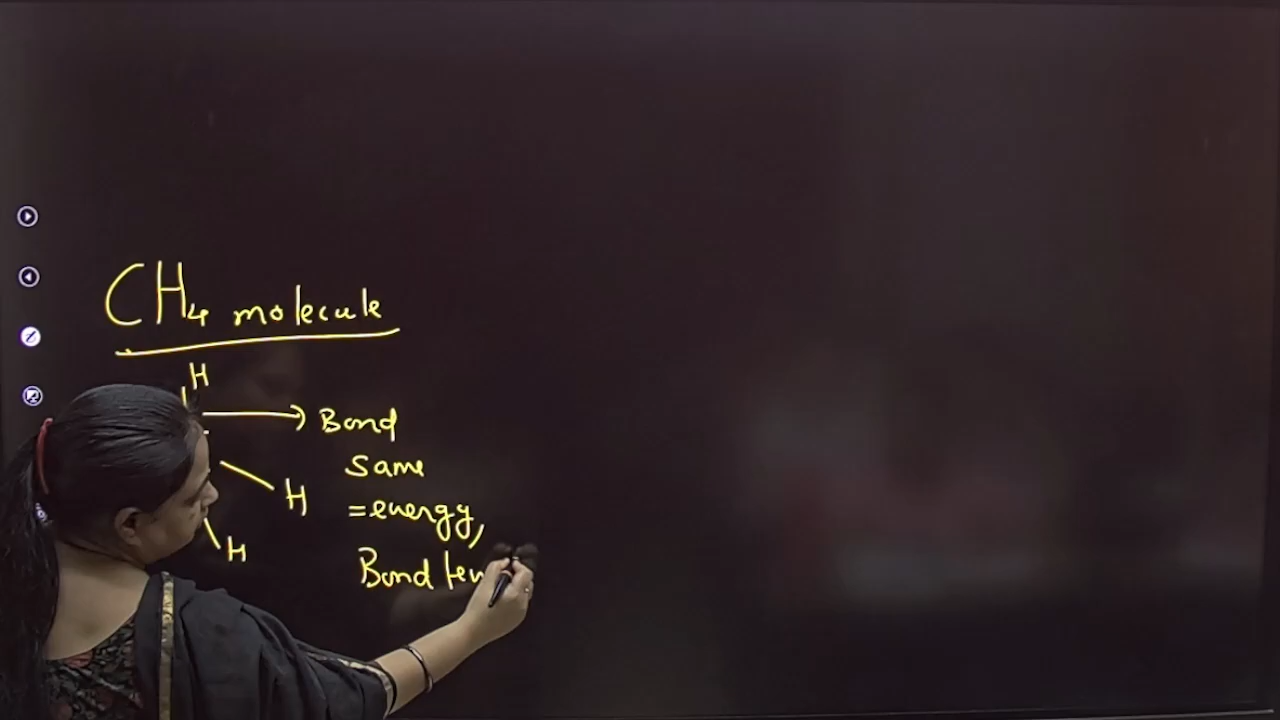 CH4 molecule
H
Bond
same
H
=energy,
H
Bond len